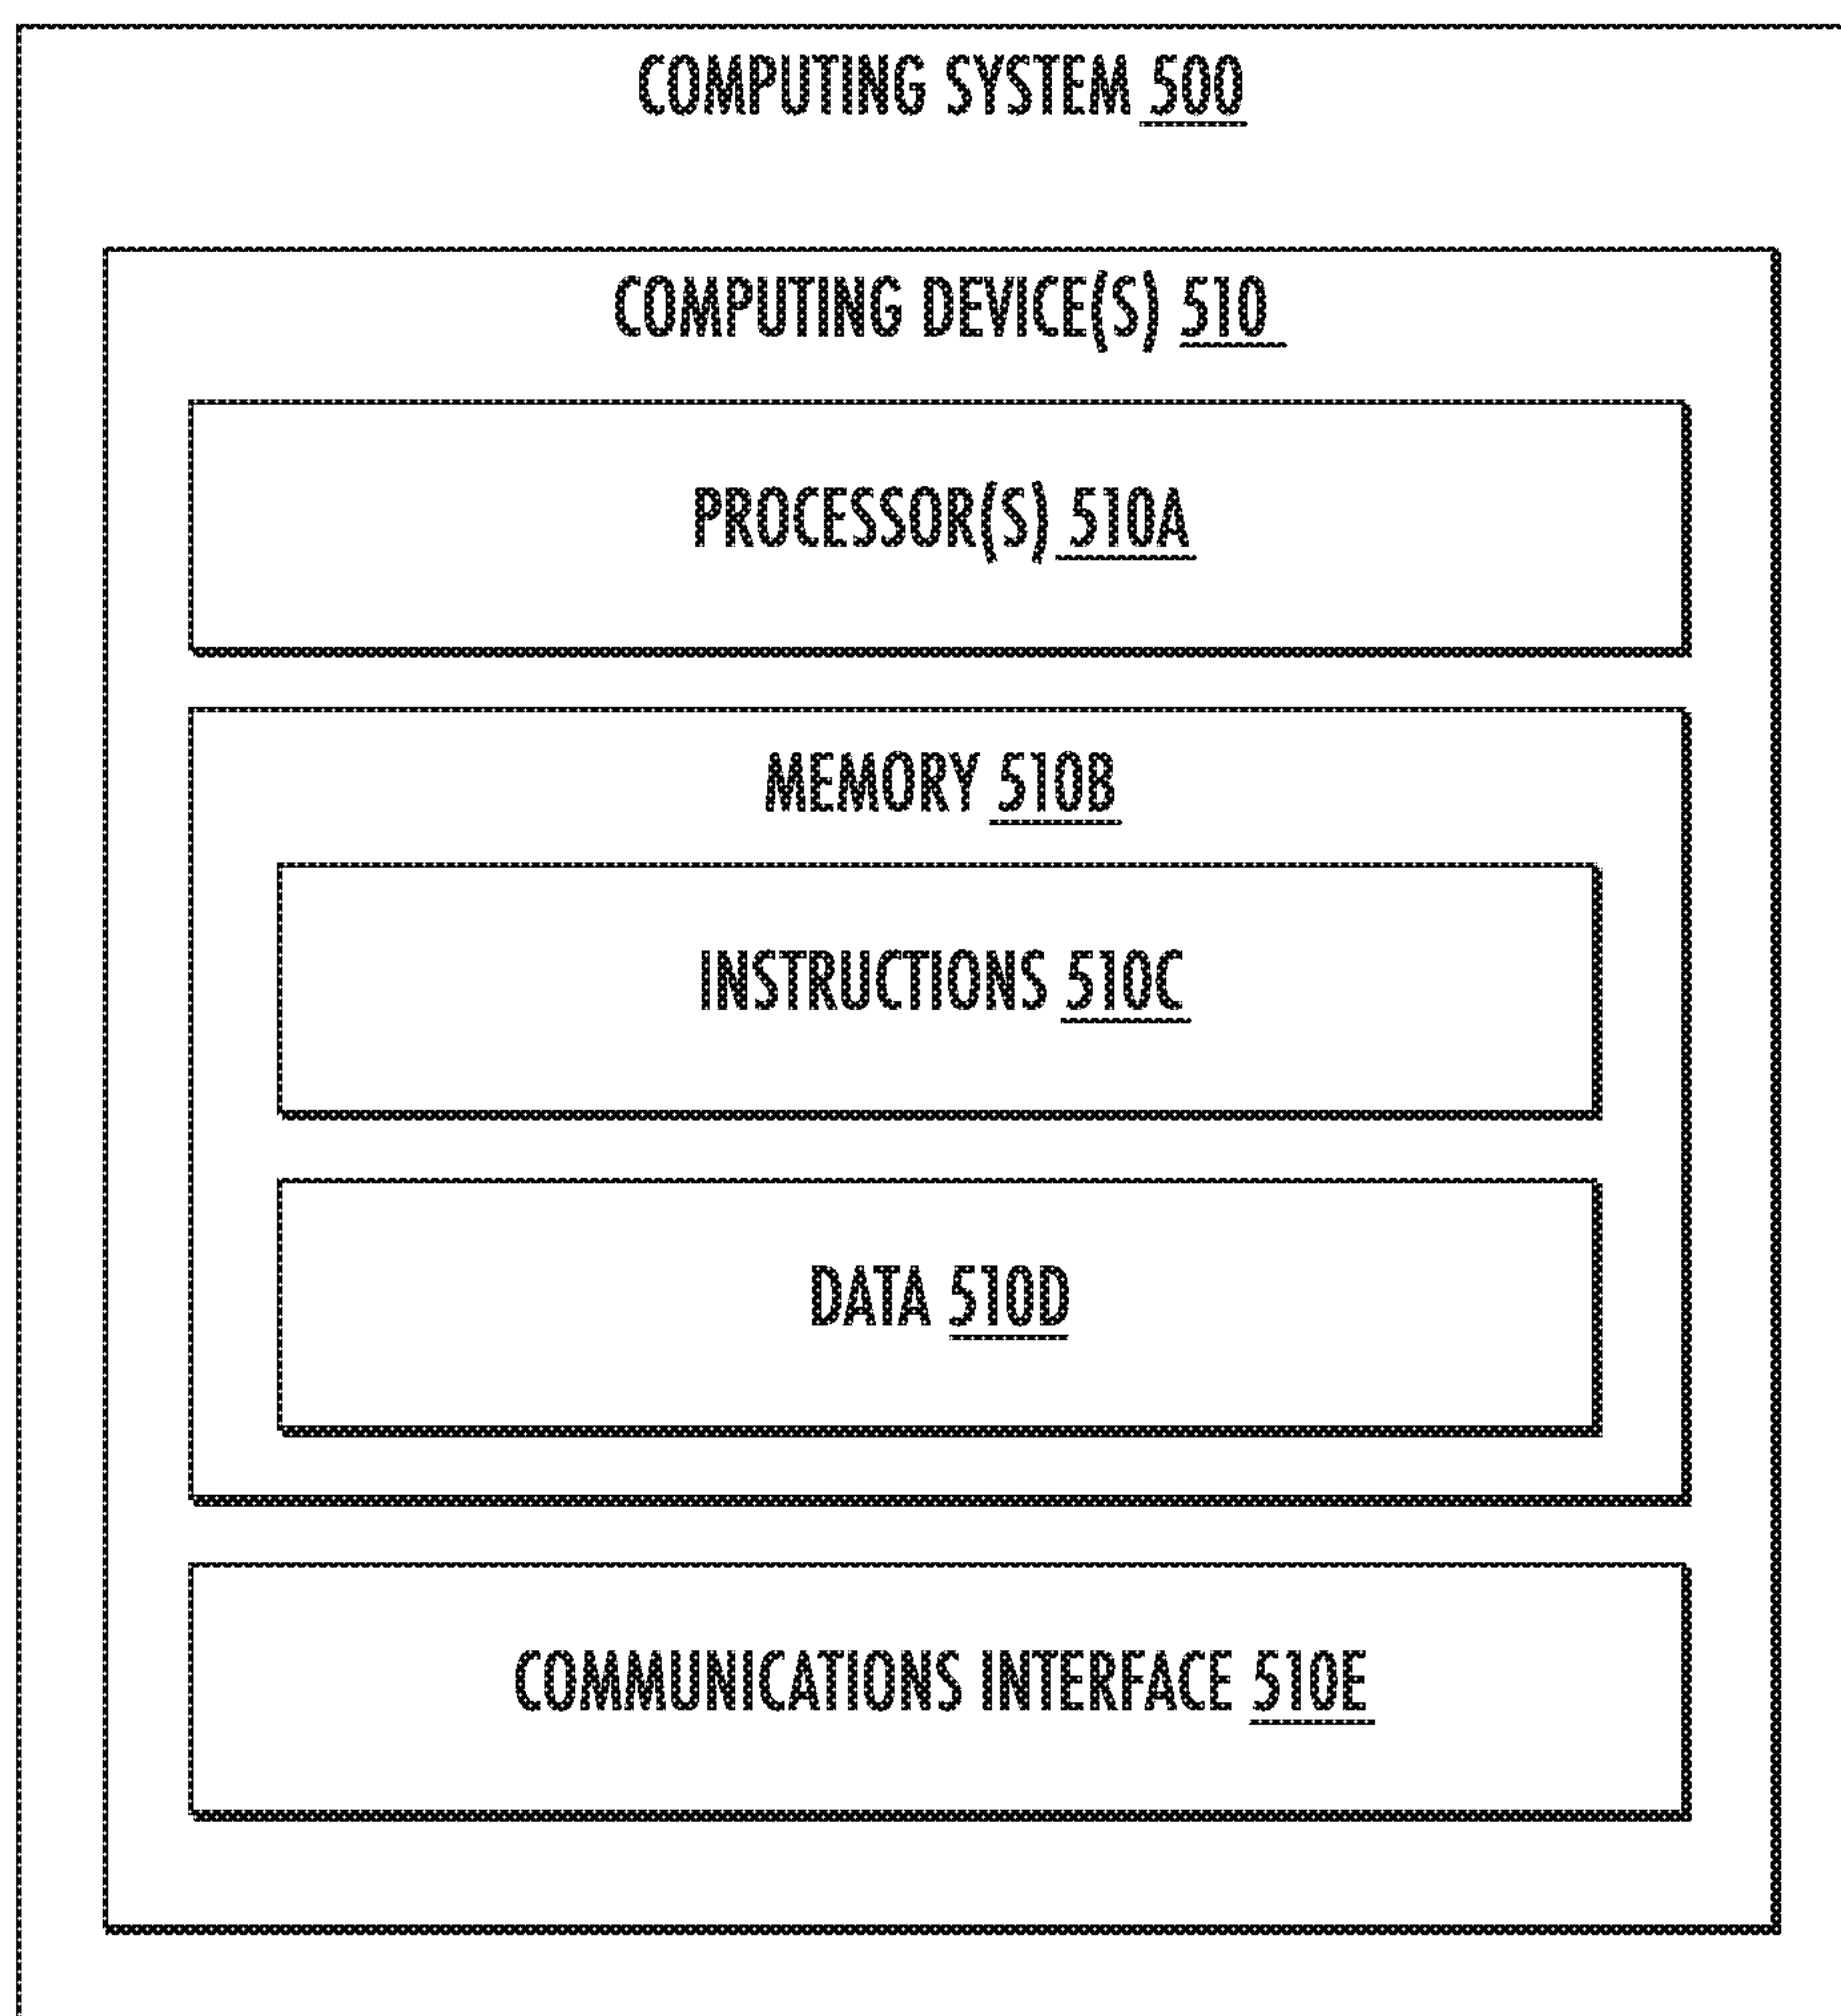 COMPUTING SYSTEM 500
COMPUTING DEVICE(S) 510
PROCESSOR(S) 510A
MEMORY 510B
INSTRUCTIONS 510C
DATA 510D
COMMUNICATIONS INTERFACE 510E